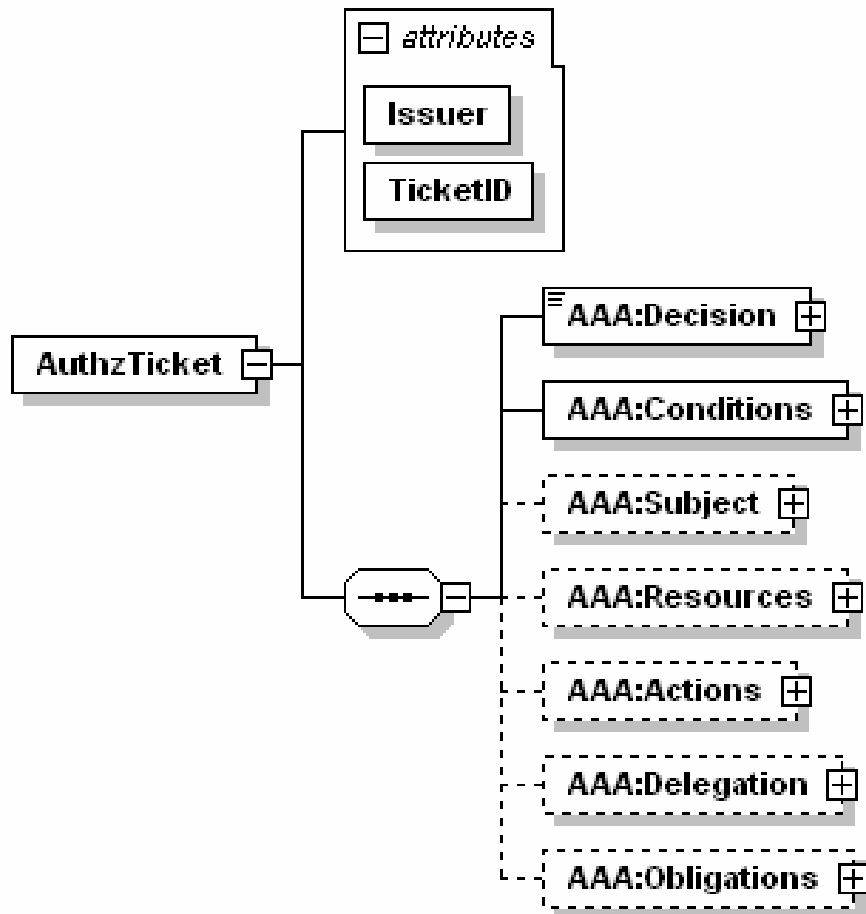 attributes
Issuer
TicketID
AuthzTicket
AAA:Decision
AAA:Conditions
AAA:Subject
AAA:Resources
AAA:Actions
AAA:Delegation
AAA:Obligations